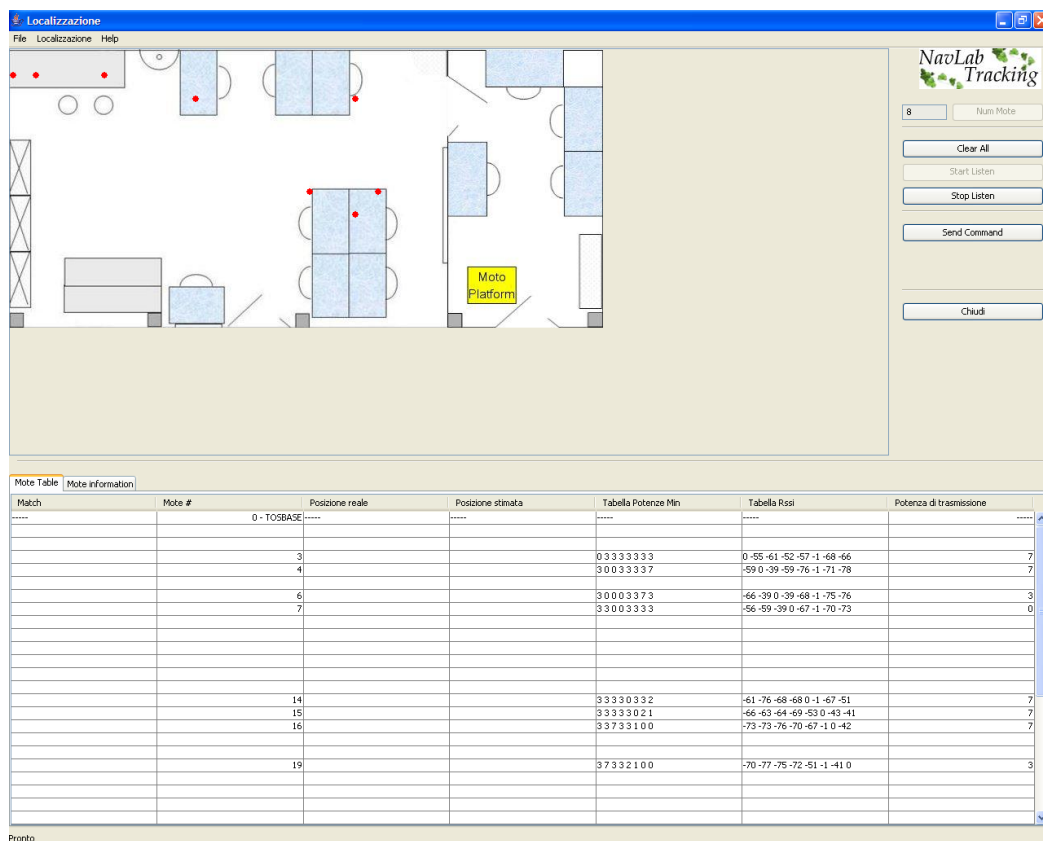 Localizzazione
File Localizzazione Help
NavLab
Tracking
8 Num Mote
Clear All
Start Listen
Stop Listen
Send Command
Chiudi
Moto
Platform
Mote Table Mote information
Match Mote # Posizione reale Posizione stimata Tabella Potenze Min Tabella Rssi Potenza di trasmissione
----- 0 - TOSBASE ----- ----- ----- ----- -----
3 0 3 3 3 3 3 3 3 0 -55 -61 -52 -57 -1 -68 -66 7
4 3 0 0 3 3 3 3 7 -59 0 -39 -59 -76 -1 -71 -78 7
6 3 0 0 0 3 3 7 3 -66 -39 0 -39 -68 -1 -75 -76 3
7 3 3 0 0 3 3 3 3 -56 -59 -39 0 -67 -1 -70 -73 0
14 3 3 3 3 0 3 3 2 -61 -76 -68 -68 0 -1 -67 -51 7
15 3 3 3 3 3 0 2 1 -66 -63 -64 -69 -53 0 -43 -41 7
16 3 3 7 3 3 1 0 0 -73 -73 -76 -70 -67 -1 0 -42 7
19 3 7 3 3 2 1 0 0 -70 -77 -75 -72 -51 -1 -41 0 3
Pronto